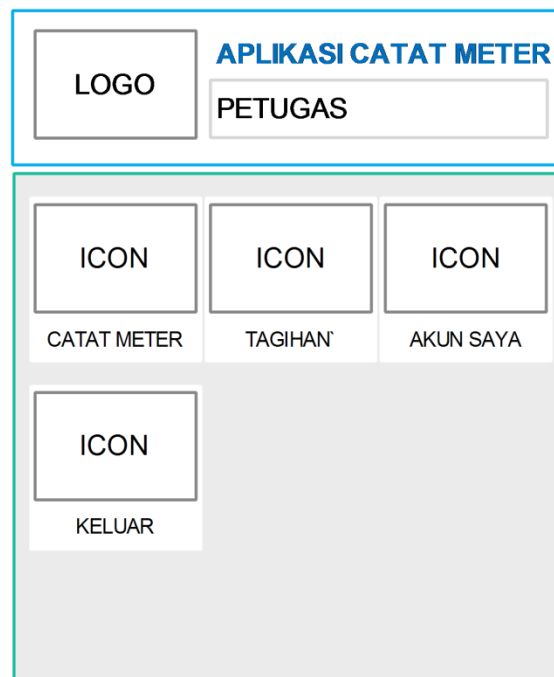 LOGO
APLIKASI CATAT METER
PETUGAS
ICON
ICON
ICON
CATAT METER
TAGIHAN`
AKUN SAYA
ICON
KELUAR